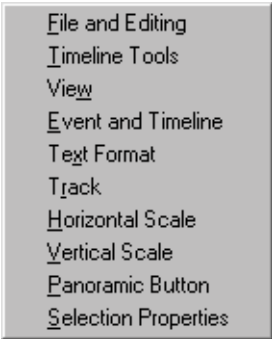 File and Editing
Timeline Tools
View
Event and Timeline
Text Format
Track
Horizontal Scale
Vertical Scale
Panoramic Button
Selection Properties